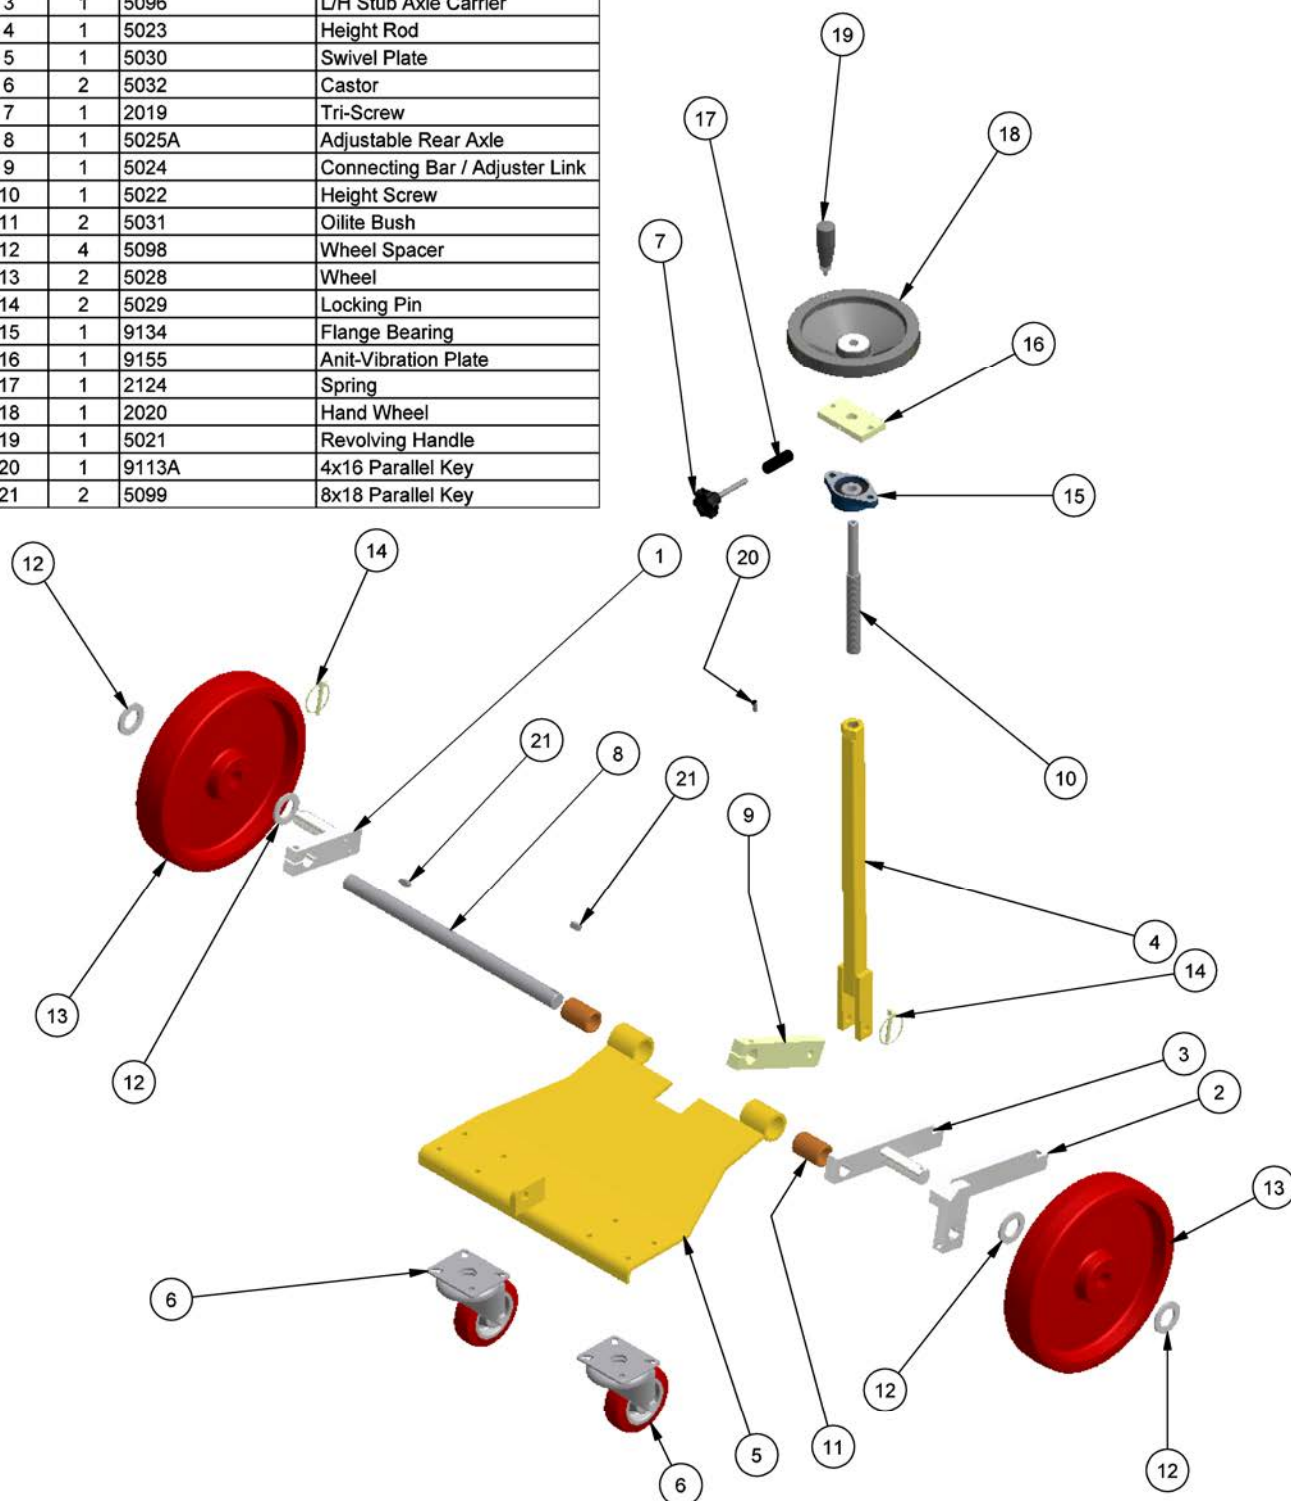 3 1 5096 L/H Stub Axle Carrier
4 1 5023 Height Rod
5 1 5030 Swivel Plate
6 2 5032 Castor
7 1 2019 Tri-Screw
8 1 5025A Adjustable Rear Axle
9 1 5024 Connecting Bar / Adjuster Link
10 1 5022 Height Screw
11 2 5031 Oilite Bush
12 4 5098 Wheel Spacer
13 2 5028 Wheel
14 2 5029 Locking Pin
15 1 9134 Flange Bearing
16 1 9155 Anit-Vibration Plate
17 1 2124 Spring
18 1 2020 Hand Wheel
19 1 5021 Revolving Handle
20 1 9113A 4x16 Parallel Key
21 2 5099 8x18 Parallel Key
19
17
18
7
16
15
12
14
1
20
21
8
21
10
9
4
14
13
12
3
2
13
6
12
11
5
12
6